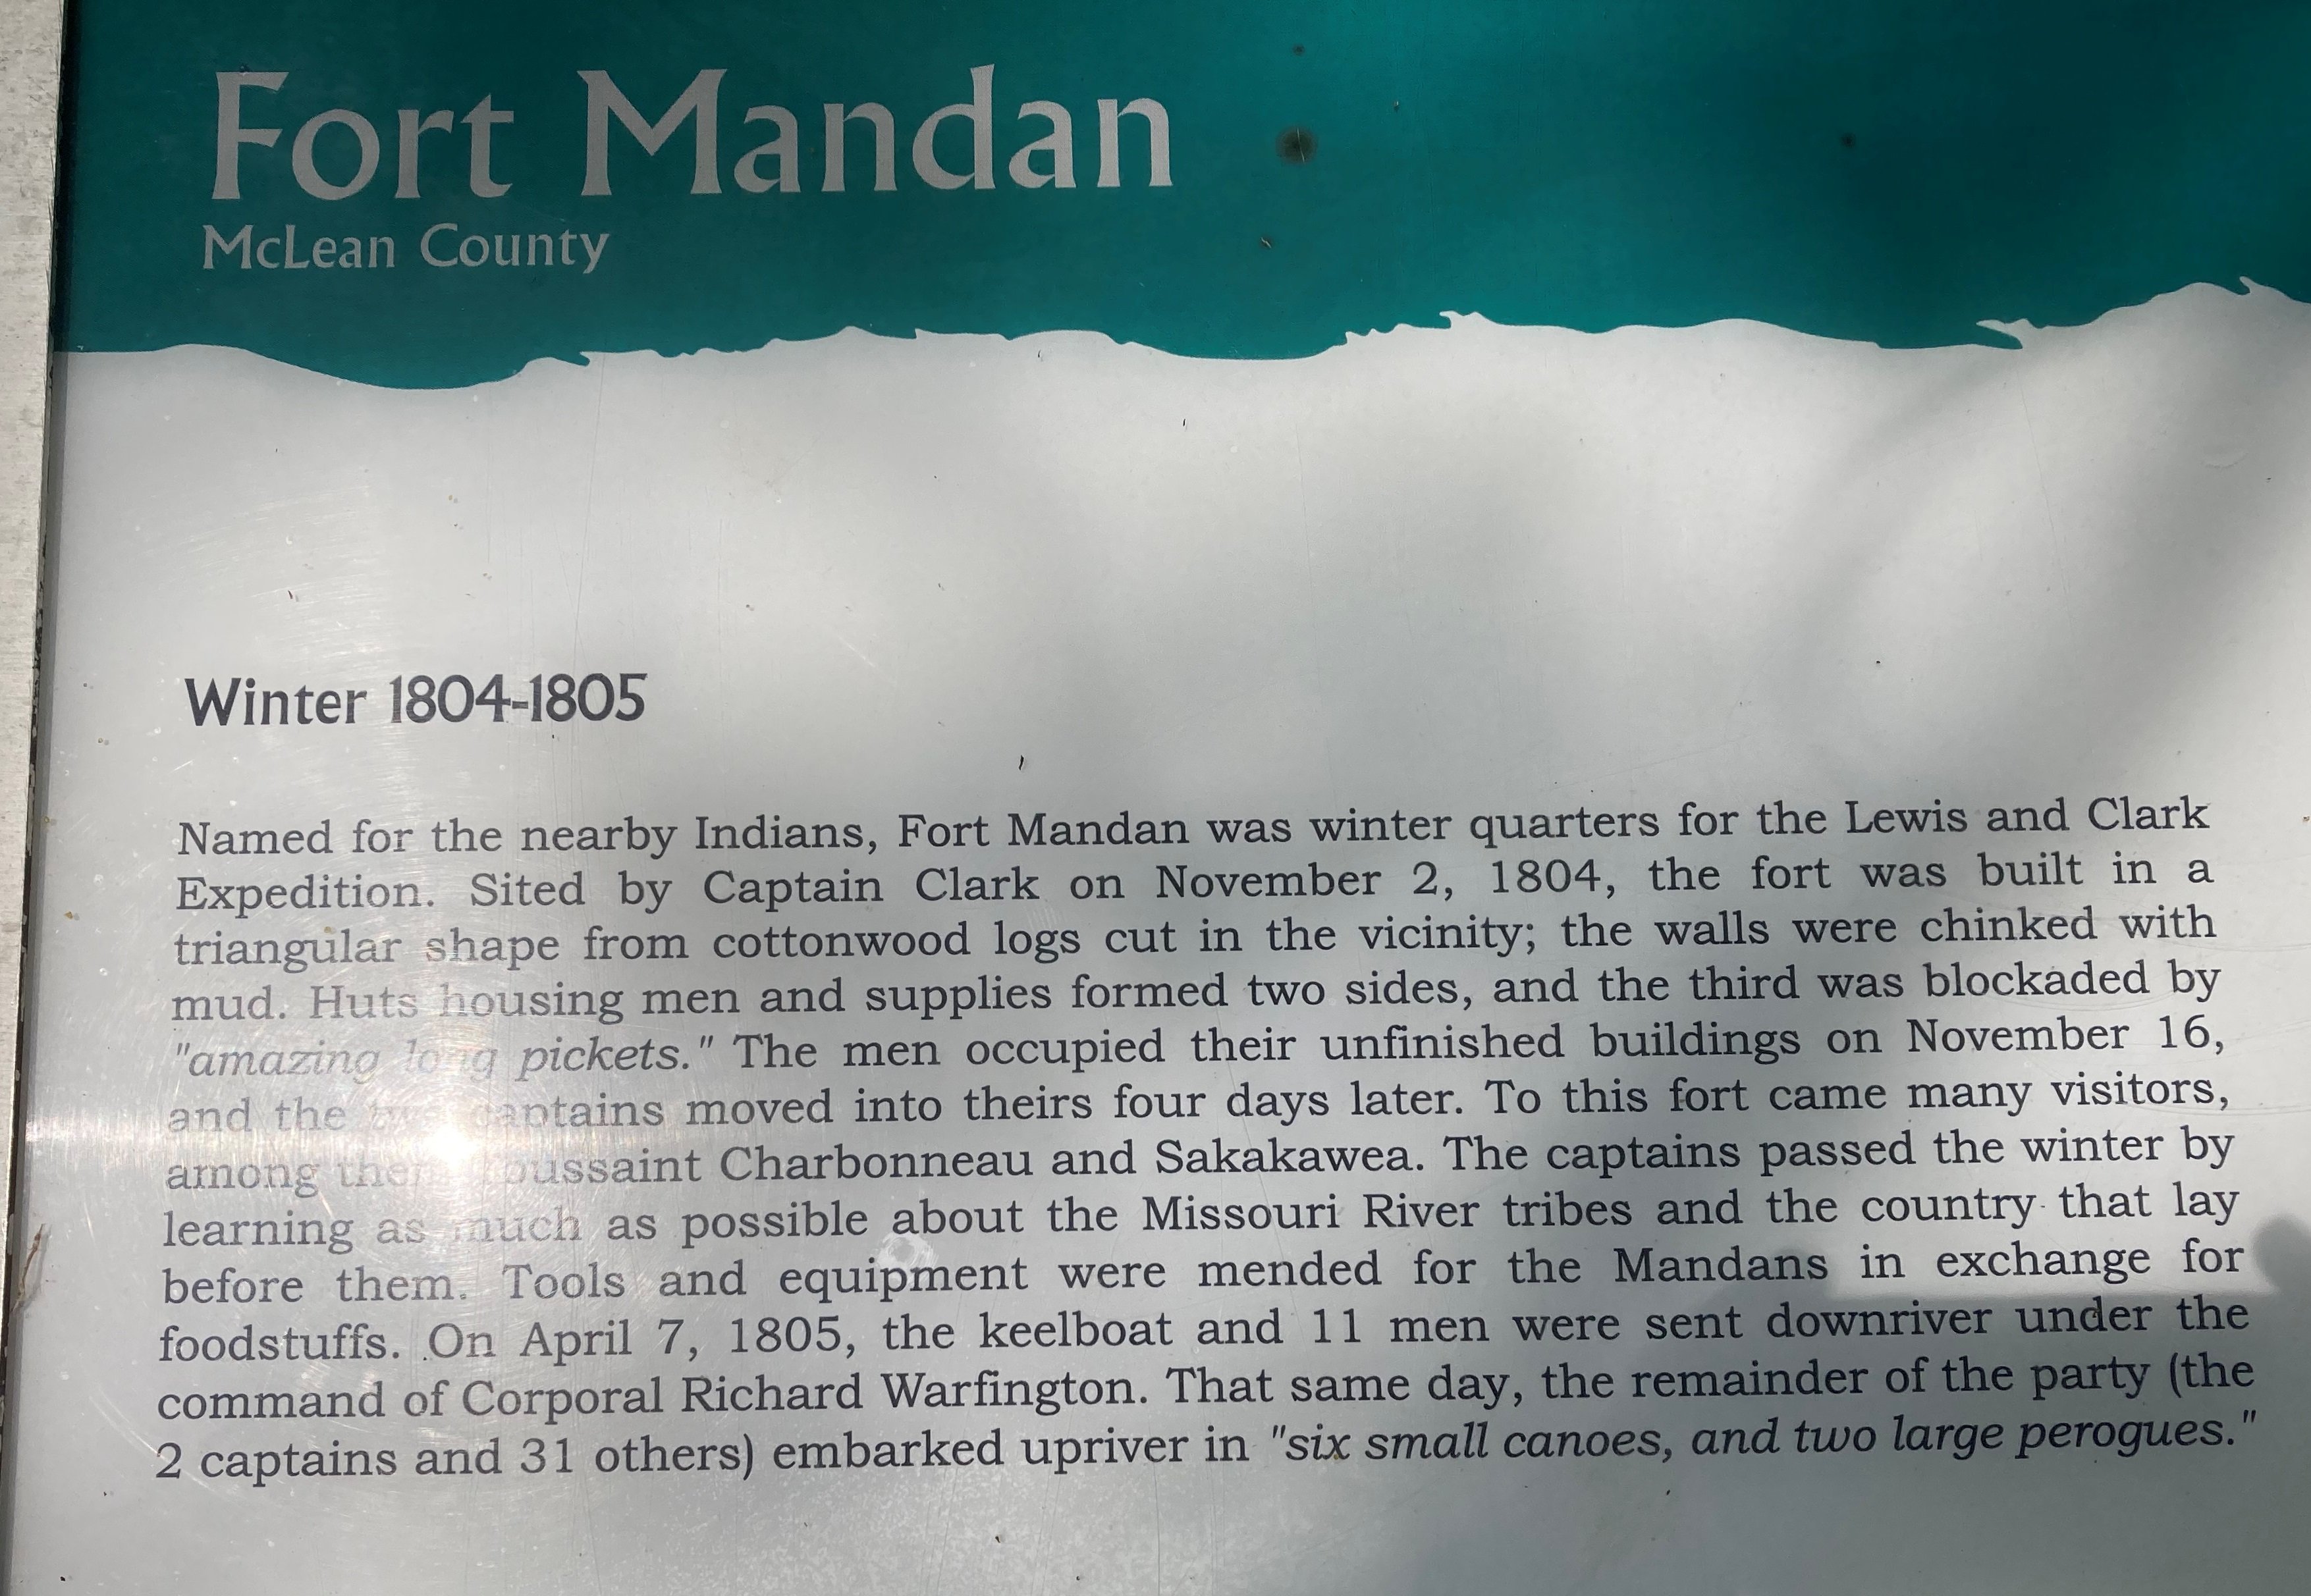 Fort Mandan
McLean County
Winter 1804-1805
Named for the nearby Indians, Fort Mandan was winter quarters for the Lewis and Clark
Expedition. Sited by Captain Clark on November 2, 1804, the fort was built in a
triangular shape from cottonwood logs cut in the vicinity; the walls were chinked with
mud. Huts housing men and supplies formed two sides, and the third was blockaded by
"amazing long pickets." The men occupied their unfinished buildings on November 16,
and the two captains moved into theirs four days later. To this fort came many visitors,
among them Toussaint Charbonneau and Sakakawea. The captains passed the winter by
learning as much as possible about the Missouri River tribes and the country that lay
before them. Tools and equipment were mended for the Mandans in exchange for
foodstuffs. On April 7, 1805, the keelboat and 11 men were sent downriver under the
command of Corporal Richard Warfington. That same day, the remainder of the party (the
2 captains and 31 others) embarked upriver in "six small canoes, and two large perogues."